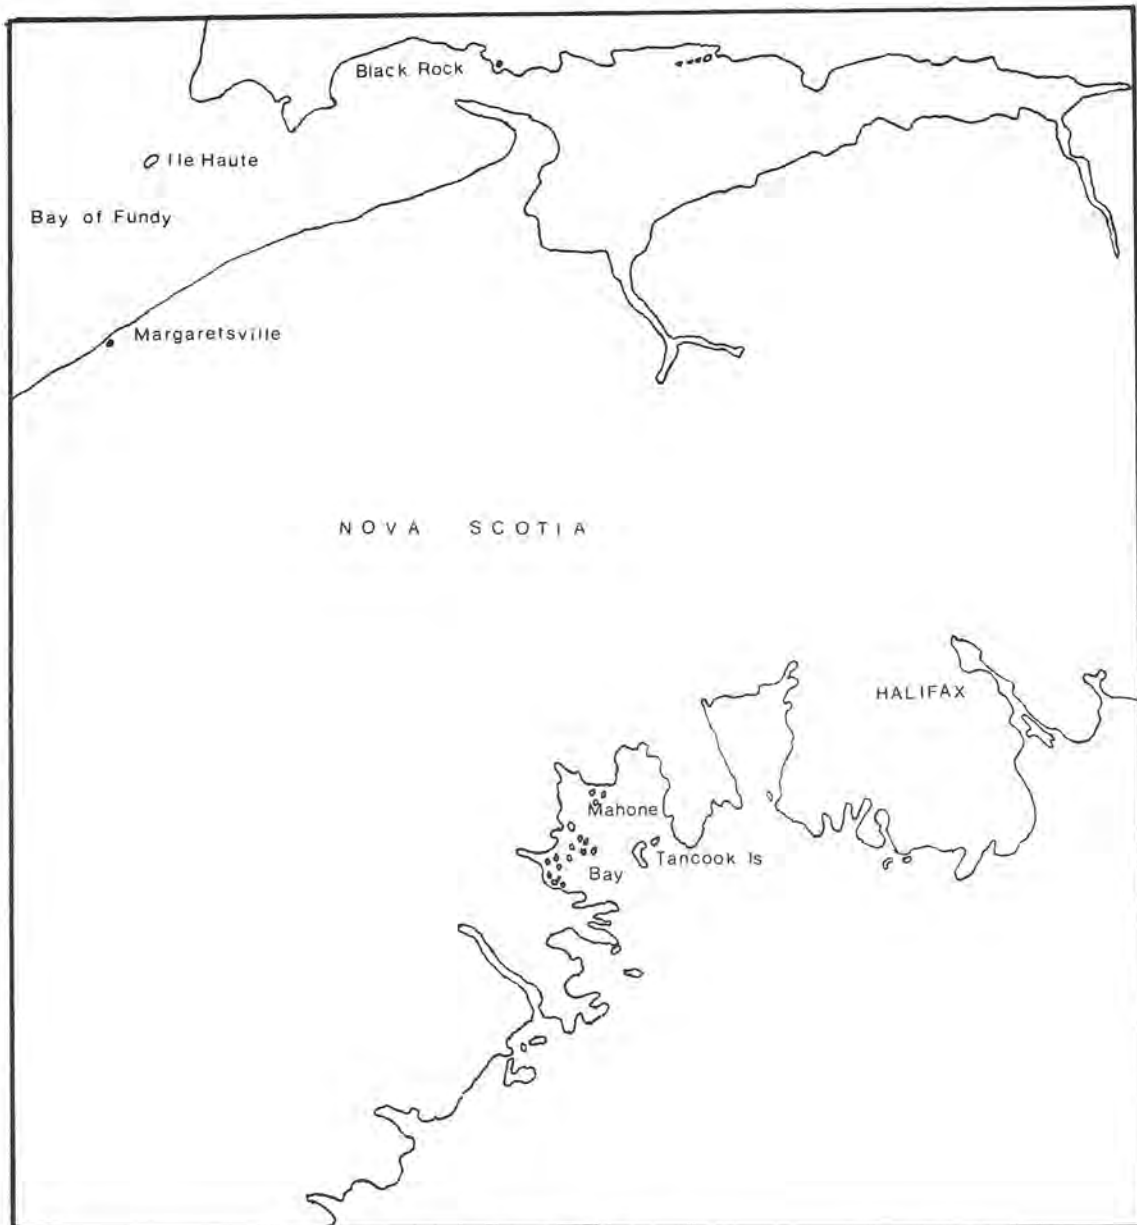 Black Rock
Ile Haute
Bay of Fundy
Margaretsville
NOVA SCOTIA
HALIFAX
Mahone
Tancook Is
Bay